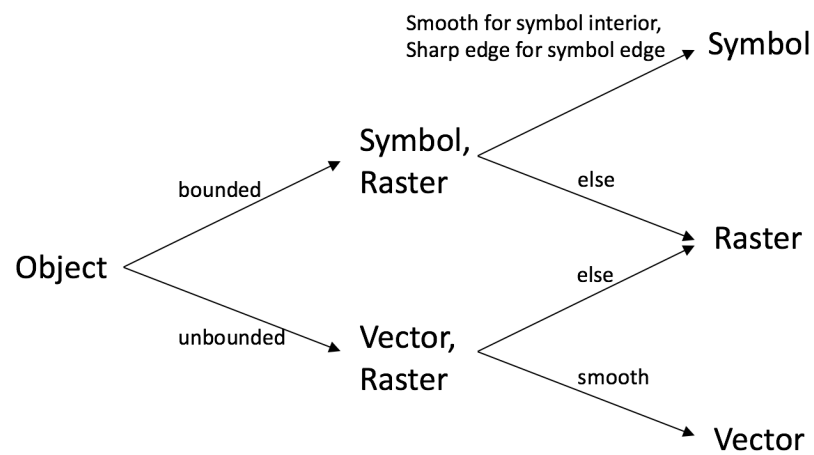 Smooth for symbol interior,
Sharp edge for symbol edge
Symbol
Symbol,
Raster
bounded
else
Object
Raster
else
unbounded
Vector,
Raster
smooth
Vector